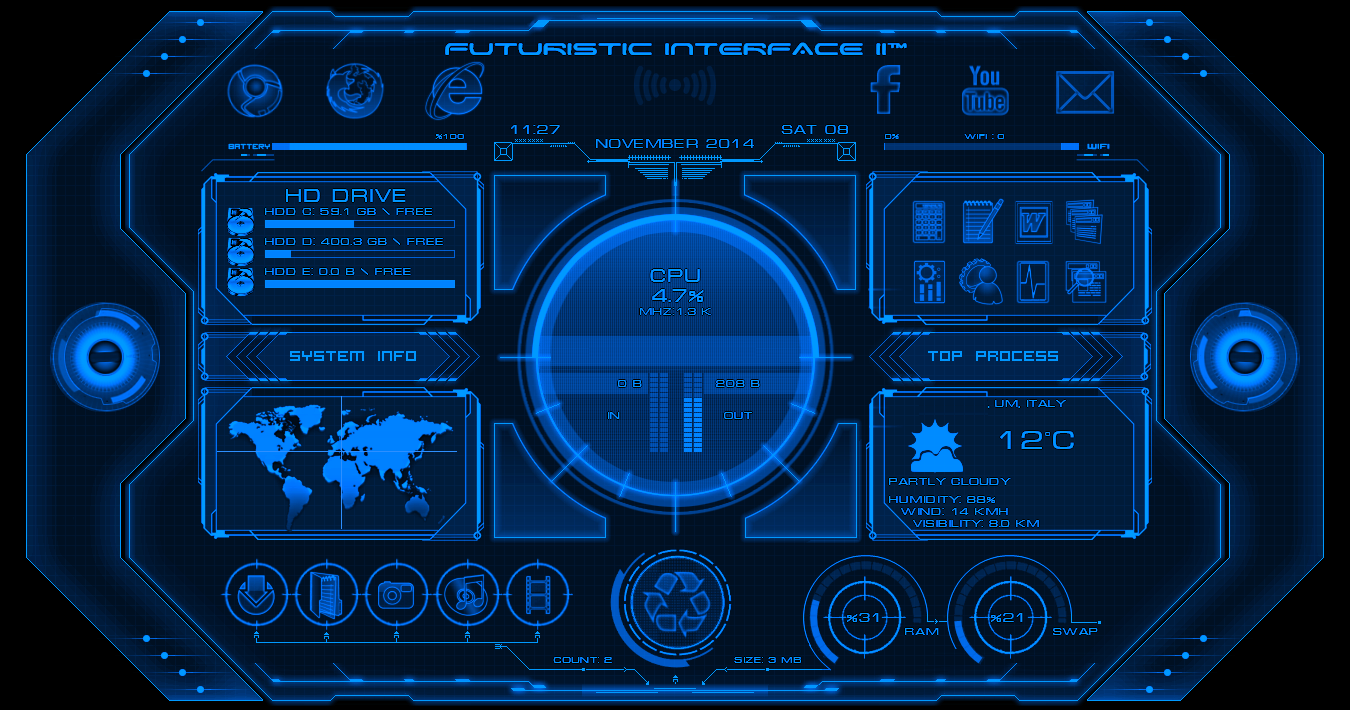 FUTURISTIC INTERFACE II™
You
Tube
%100
BATTERY
11:27
NOVEMBER 2014
SAT 08
0%
WIFI : 0
WIFI
HD DRIVE
HDD C: 59.1 GB \ FREE
HDD D: 400.3 GB \ FREE
HDD E: 0.0 B \ FREE
CPU
4.7%
MHZ 1.3 K
W
SYSTEM INFO
TOP PROCESS
0 B
208 B
IN
OUT
, UM, ITALY
12°C
PARTLY CLOUDY
HUMIDITY: 88%
WIND: 14 KMH
VISIBILITY: 8.0 KM
%31
RAM
%21
SWAP
COUNT: 2
SIZE: 3 MB